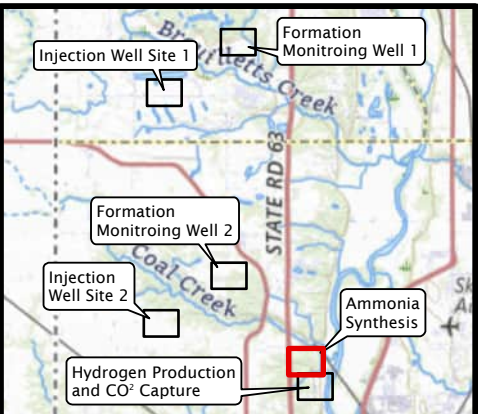 Formation
Monitroing Well 1
Injection Well Site 1
Brouilletts Creek
STATE RD 63
Formation
Monitroing Well 2
Coal Creek
Injection
Well Site 2
Ammonia
Synthesis
Hydrogen Production
and CO² Capture